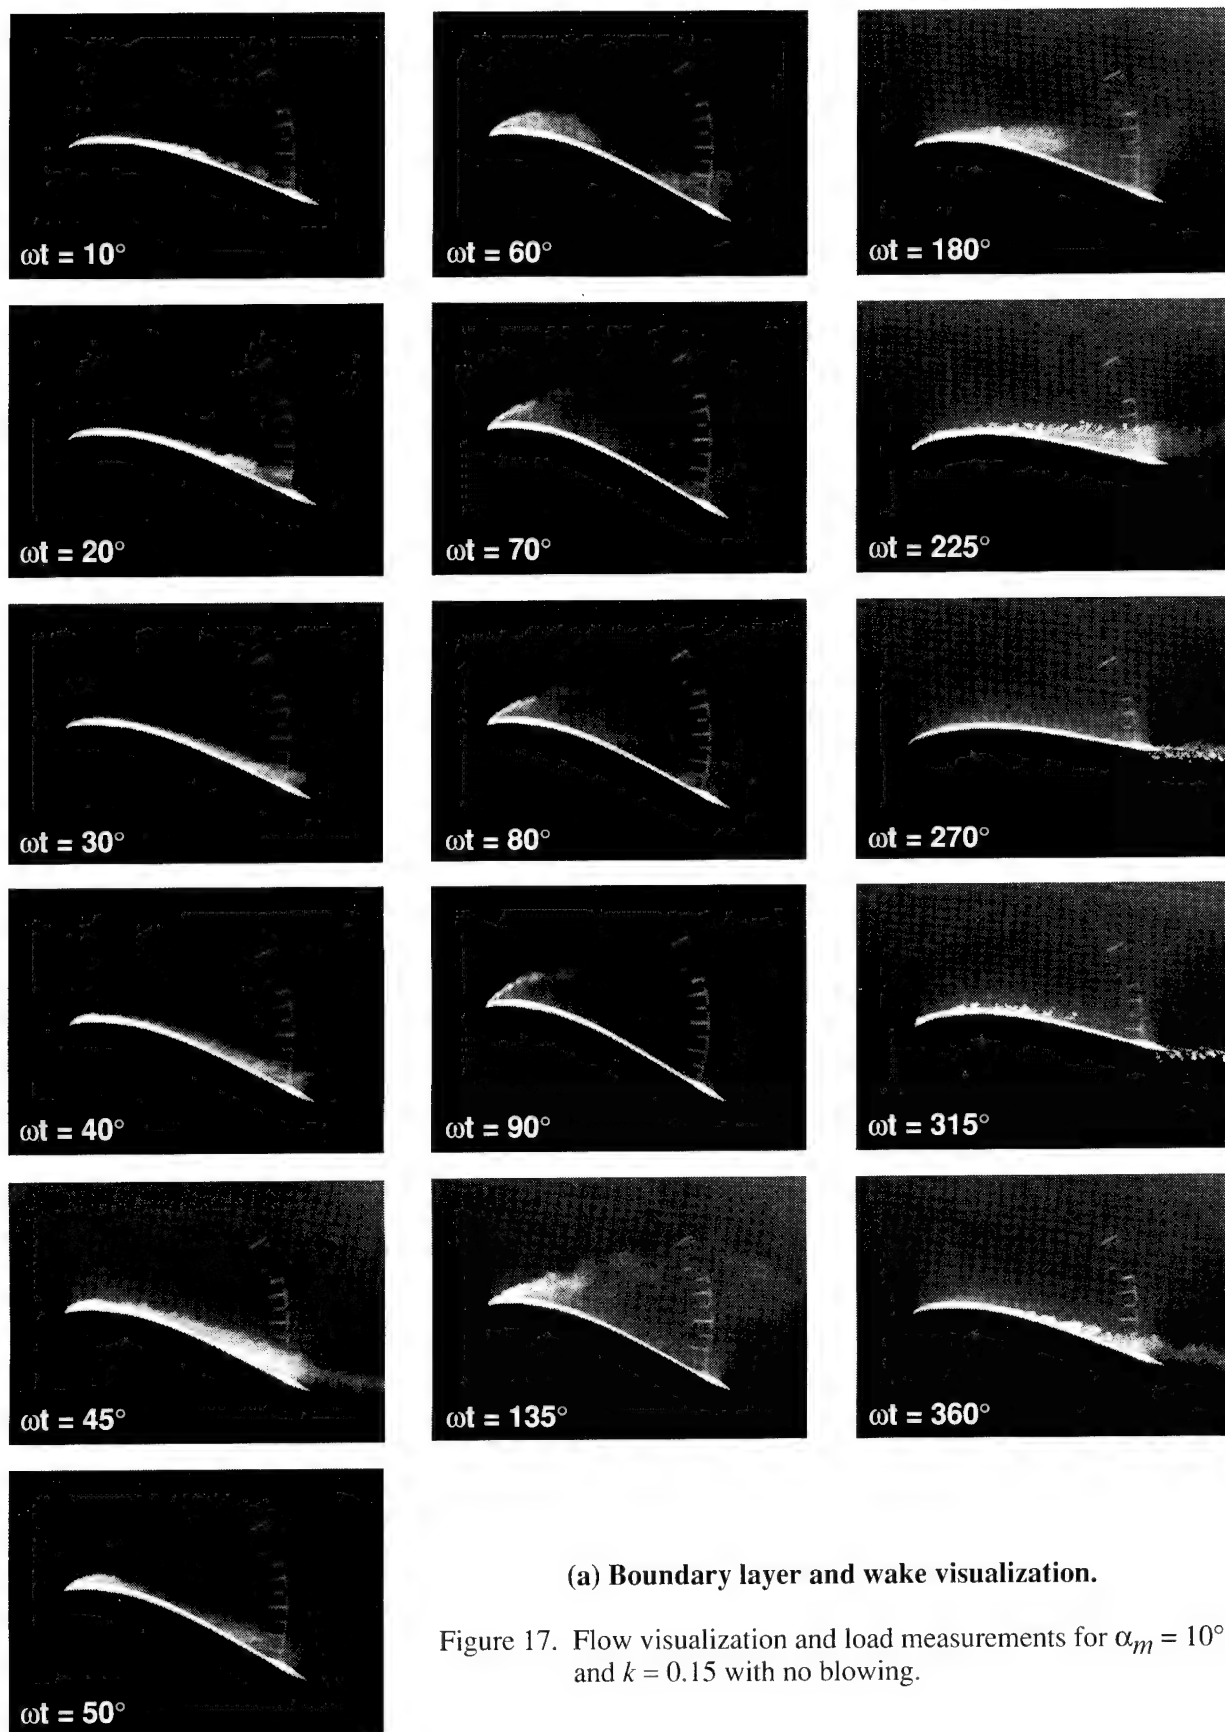 ωt = 10°
ωt = 20°
ωt = 30°
ωt = 40°
ωt = 45°
ωt = 50°
ωt = 60°
ωt = 70°
ωt = 80°
ωt = 90°
ωt = 135°
ωt = 180°
ωt = 225°
ωt = 270°
ωt = 315°
ωt = 360°
(a) Boundary layer and wake visualization.
Figure 17. Flow visualization and load measurements for αm = 10°
and k = 0.15 with no blowing.